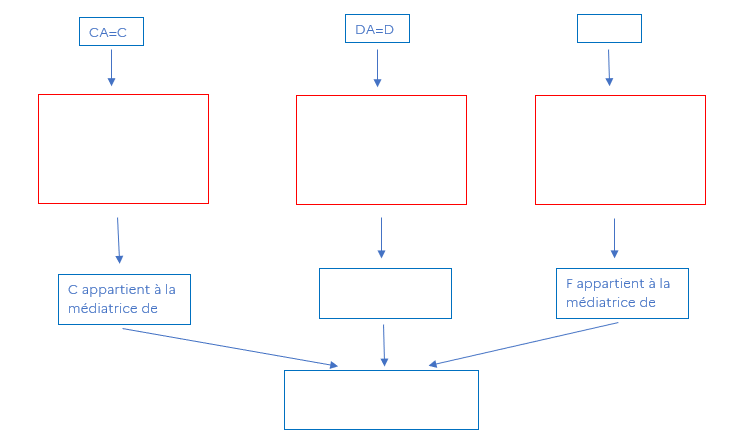 CA=C
DA=D
C appartient à la
médiatrice de
F appartient à la
médiatrice de